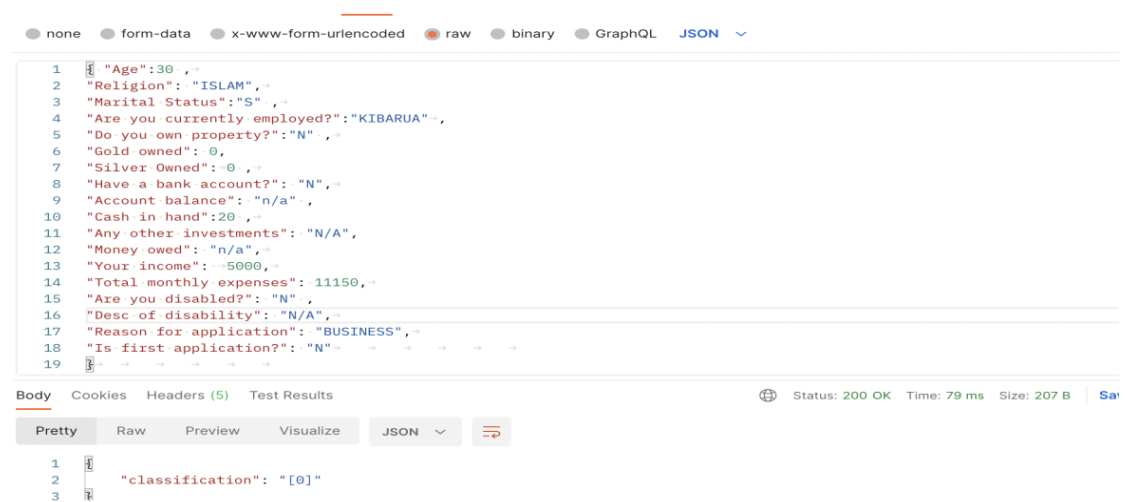 none form-data x-www-form-urlencoded raw binary GraphQL JSON
1 { "Age":30 ,
2 "Religion": "ISLAM",
3 "Marital Status":"S" ,
4 "Are you currently employed?":"KIBARUA" ,
5 "Do you own property?":"N" ,
6 "Gold owned": 0,
7 "Silver Owned": 0 ,
8 "Have a bank account?": "N",
9 "Account balance": "n/a" ,
10 "Cash in hand":20 ,
11 "Any other investments": "N/A",
12 "Money owed": "n/a",
13 "Your income": 5000,
14 "Total monthly expenses": 11150,
15 "Are you disabled?": "N" ,
16 "Desc of disability": "N/A",
17 "Reason for application": "BUSINESS",
18 "Is first application?": "N"
19 }
Body Cookies Headers (5) Test Results Status: 200 OK Time: 79 ms Size: 207 B
Pretty Raw Preview Visualize JSON
1 {
2 "classification": "[0]"
3 }